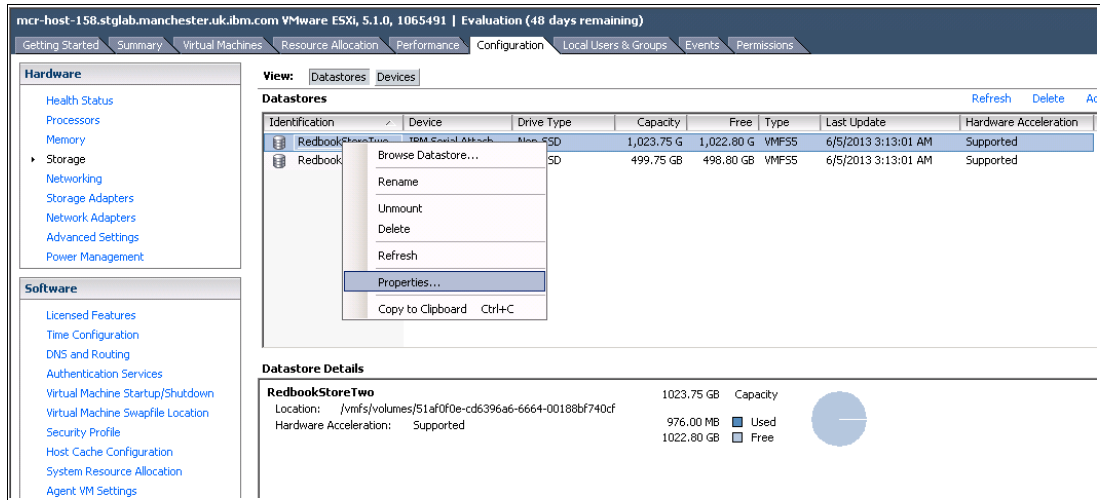 mcr-host-158.stglab.manchester.uk.ibm.com VMware ESXi, 5.1.0, 1065491 | Evaluation (48 days remaining)
Getting Started Summary Virtual Machines Resource Allocation Performance Configuration Local Users & Groups Events Permissions
Hardware
Health Status
Processors
Memory
Storage
Networking
Storage Adapters
Network Adapters
Advanced Settings
Power Management
Software
Licensed Features
Time Configuration
DNS and Routing
Authentication Services
Virtual Machine Startup/Shutdown
Virtual Machine Swapfile Location
Security Profile
Host Cache Configuration
System Resource Allocation
Agent VM Settings
View: Datastores Devices
Datastores Refresh Delete
Identification Device Drive Type Capacity Free Type Last Update Hardware Acceleration
RedbookStoreTwo IBM Serial Attach Non-SSD 1,023.75 G 1,022.80 G VMFS5 6/5/2013 3:13:01 AM Supported
Redbook SD 499.75 GB 498.80 GB VMFS5 6/5/2013 3:13:01 AM Supported
Browse Datastore...
Rename
Unmount
Delete
Refresh
Properties...
Copy to Clipboard Ctrl+C
Datastore Details
RedbookStoreTwo 1023.75 GB Capacity
Location: /vmfs/volumes/51af0f0e-cd6396a6-6664-00188bf740cf
Hardware Acceleration: Supported 976.00 MB Used
1022.80 GB Free